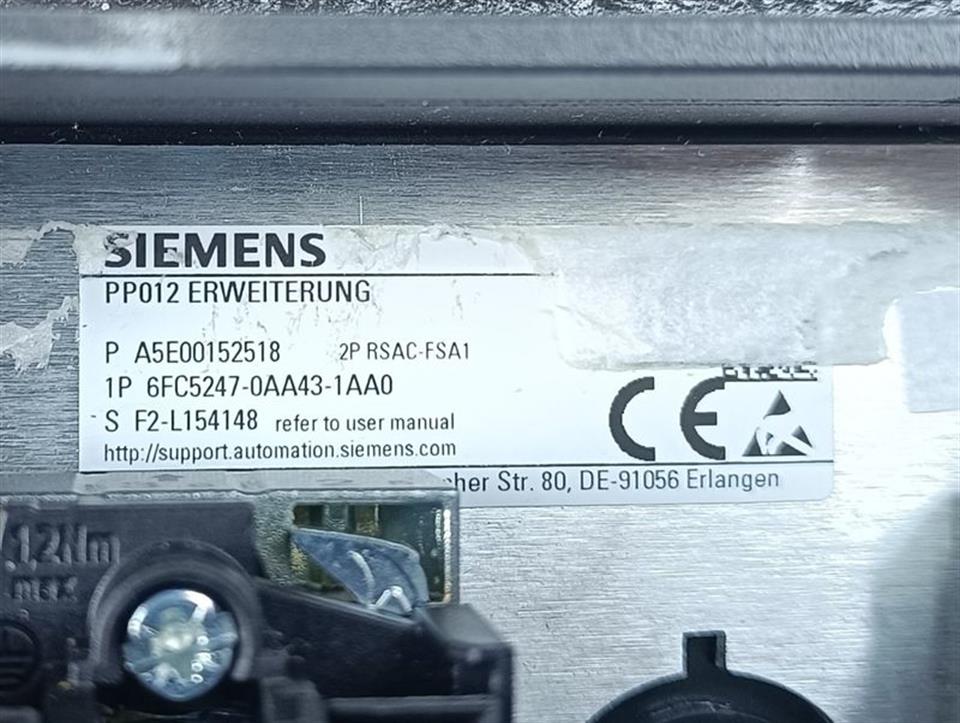 SIEMENS
PP012 ERWEITERUNG
P A5E00152518 2P RSAC-FSA1
1P 6FC5247-0AA43-1AA0
S F2-L154148 refer to user manual
http://support.automation.siemens.com
CE
Str. 80, DE-91056 Erlangen
1,2Nm
max